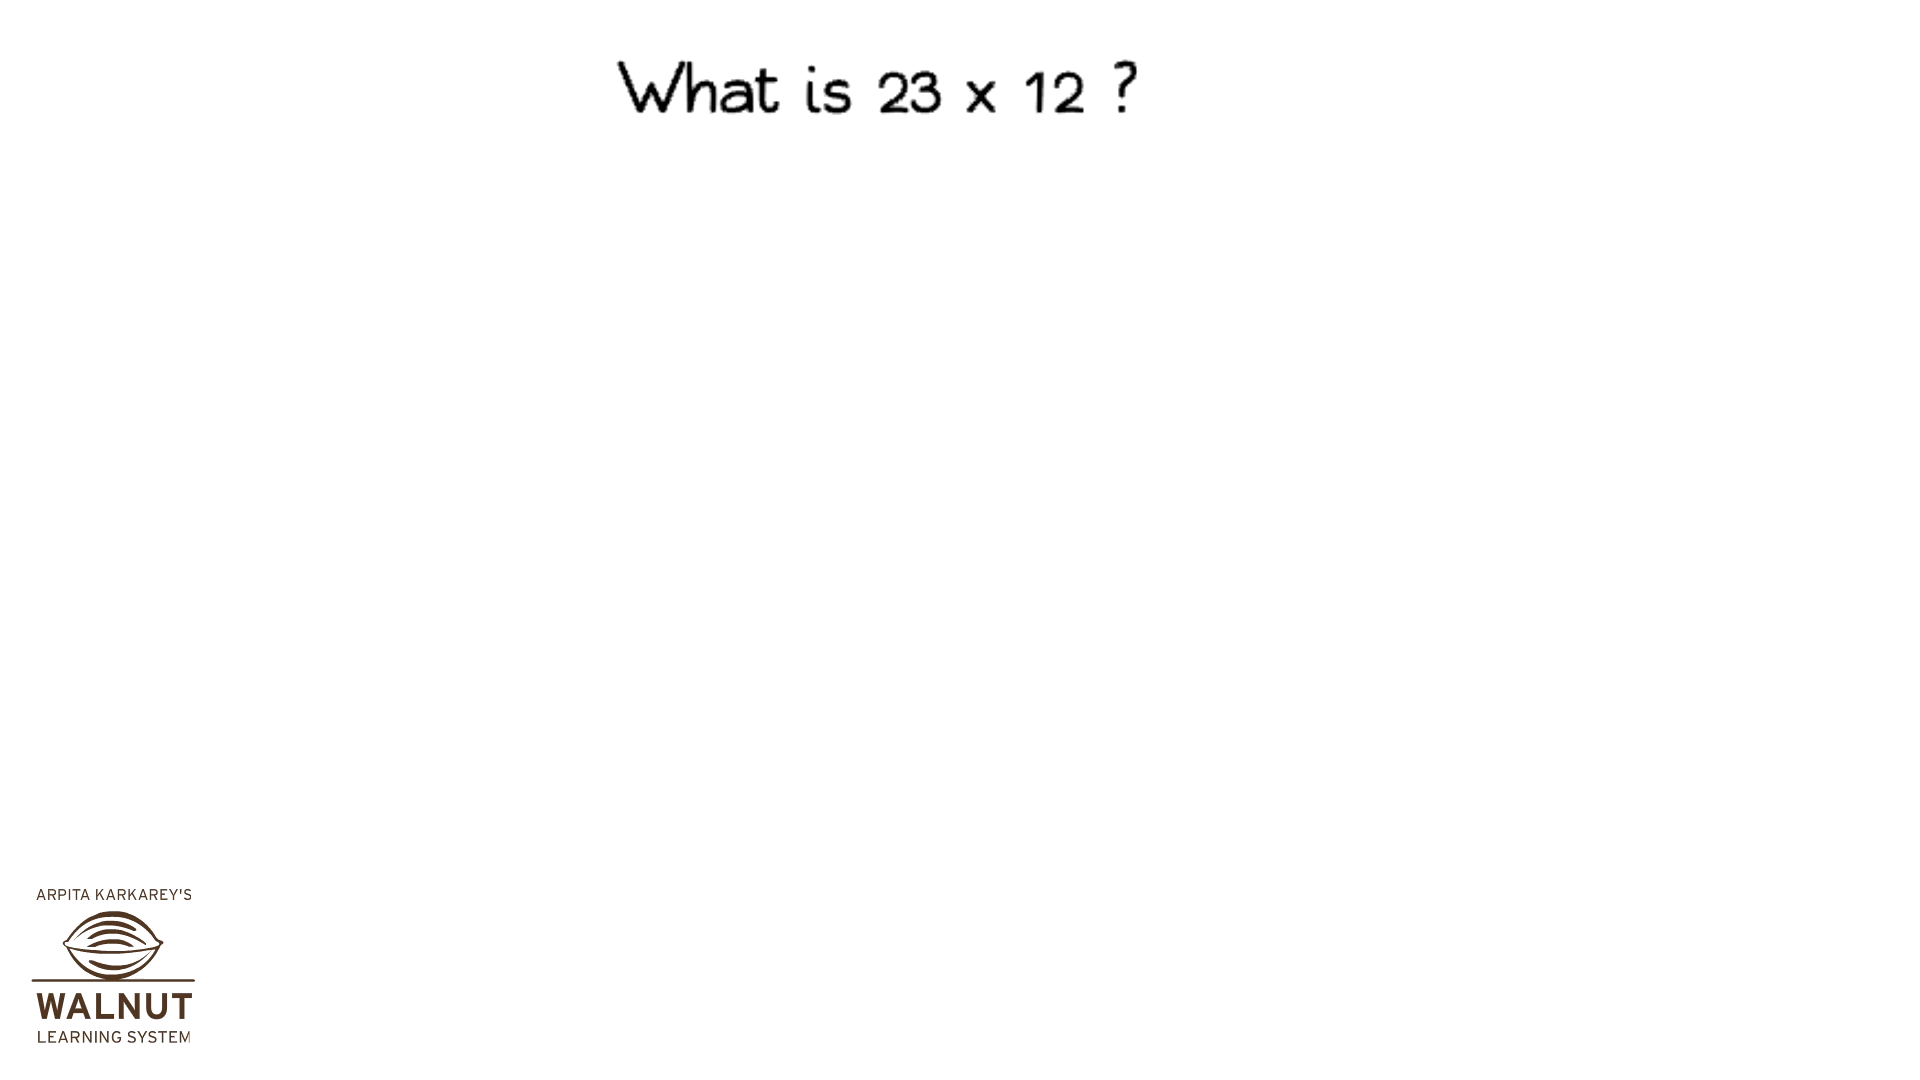 What is 23 x 12 ?
ARPITA KARKAREY'S
WALNUT
LEARNING SYSTEM